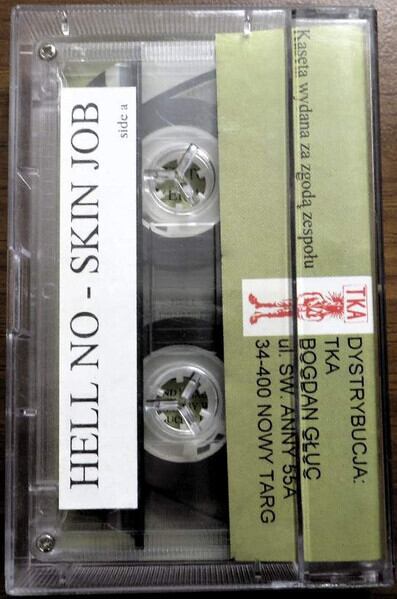 HELL NO - SKIN JOB
side a
Kaseta wydana za zgodą zespołu
TKA
DYSTRYBUCJA:
TKA
BOGDAN GŁUC
ul. ŚW. ANNY 55A
34-400 NOWY TARG